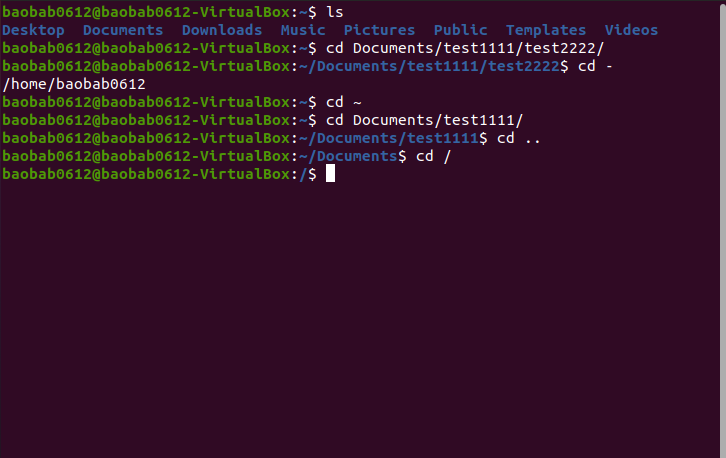 baobab0612@baobab0612-VirtualBox:~$ ls
Desktop  Documents  Downloads  Music  Pictures  Public  Templates  Videos
baobab0612@baobab0612-VirtualBox:~$ cd Documents/test1111/test2222/
baobab0612@baobab0612-VirtualBox:~/Documents/test1111/test2222$ cd -
/home/baobab0612
baobab0612@baobab0612-VirtualBox:~$ cd ~
baobab0612@baobab0612-VirtualBox:~$ cd Documents/test1111/
baobab0612@baobab0612-VirtualBox:~/Documents/test1111$ cd ..
baobab0612@baobab0612-VirtualBox:~/Documents$ cd /
baobab0612@baobab0612-VirtualBox:/$